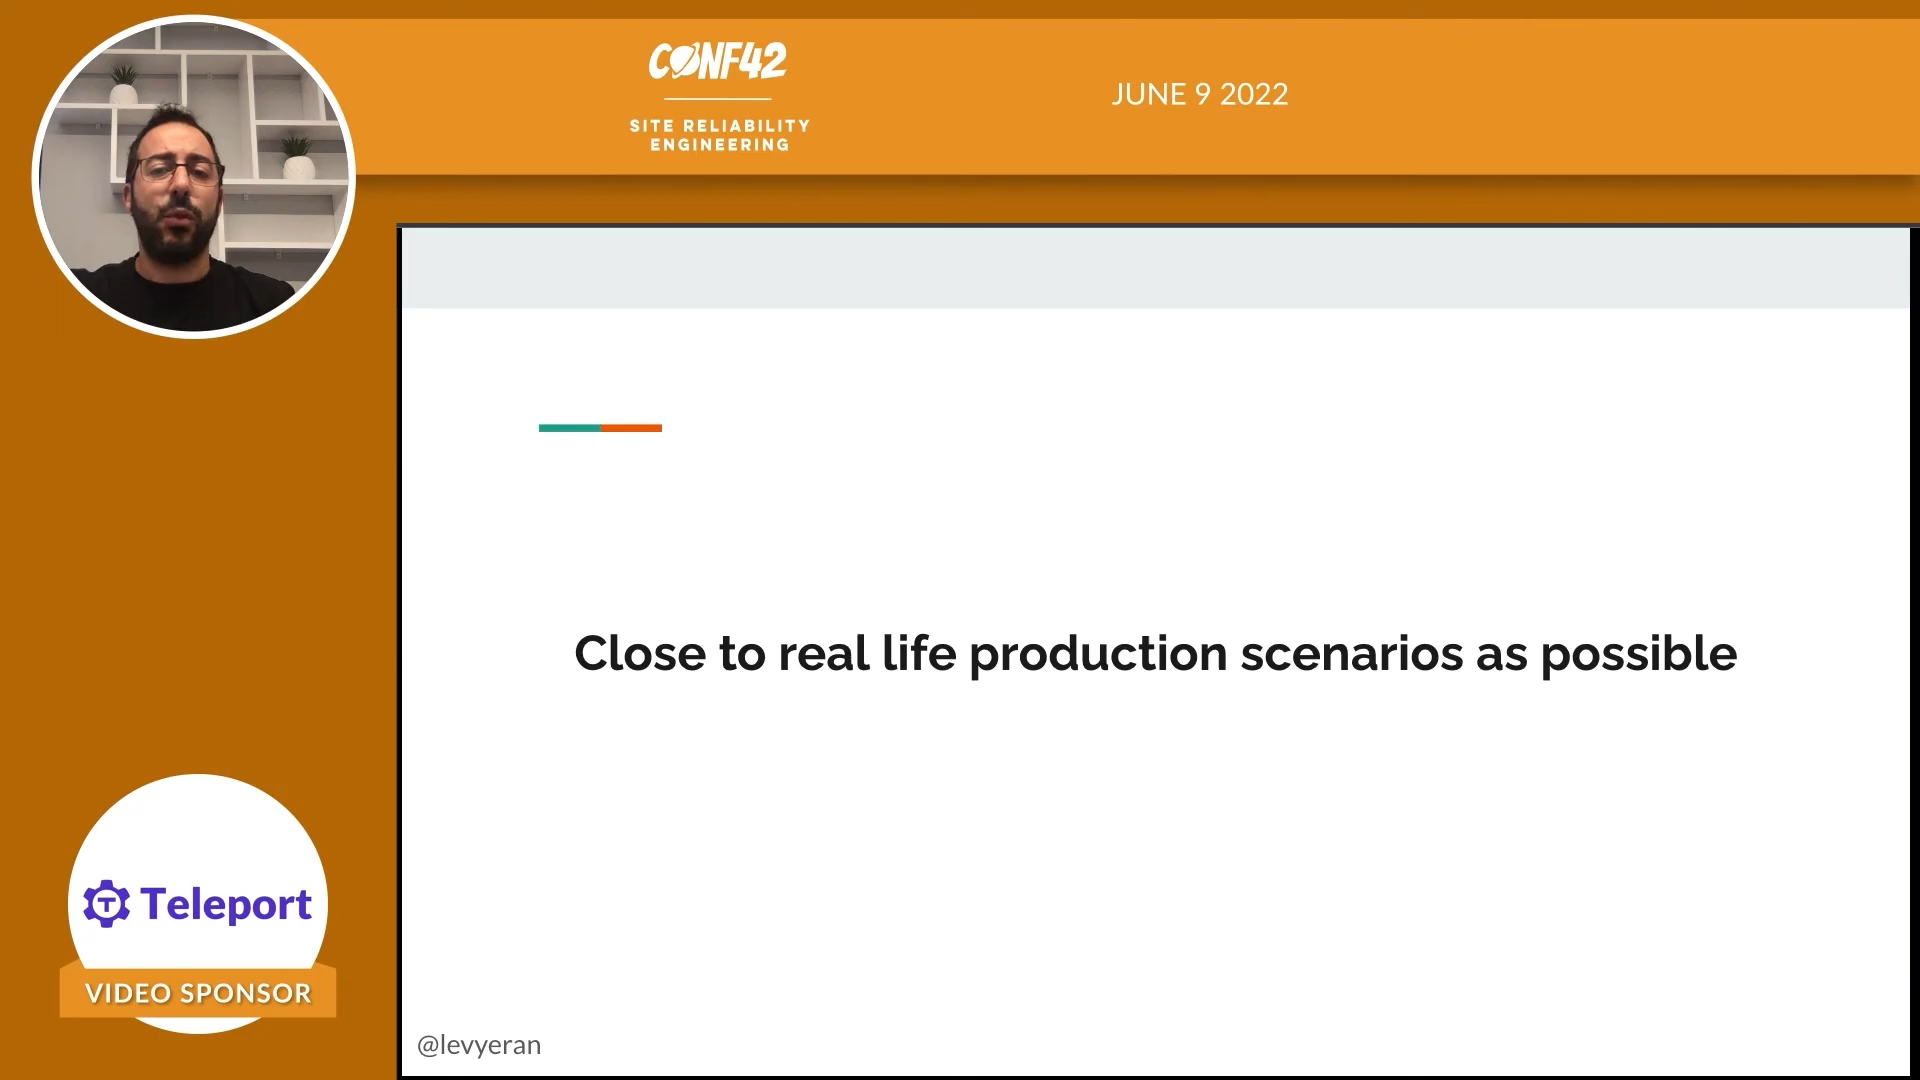 CONF42
SITE RELIABILITY
ENGINEERING
JUNE 9 2022
Close to real life production scenarios as possible
Teleport
VIDEO SPONSOR
@levyeran